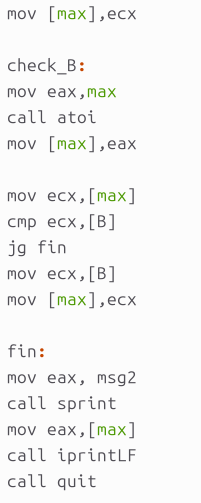 mov [max],ecx
check_B:
mov eax,max
call atoi
mov [max],eax
mov ecx,[max]
cmp ecx,[B]
jg fin
mov ecx,[B]
mov [max],ecx
fin:
mov eax, msg2
call sprint
mov eax,[max]
call iprintLF
call quit